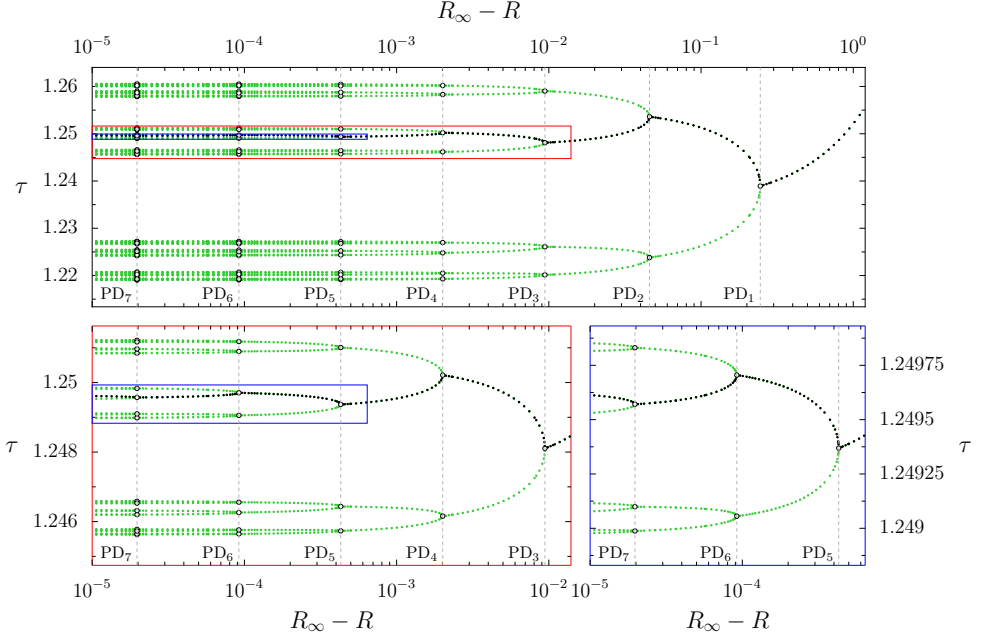 R∞ − R
10⁻⁵ 10⁻⁴ 10⁻³ 10⁻² 10⁻¹ 10⁰
1.26
1.25
1.24
1.23
1.22
τ
PD₇ PD₆ PD₅ PD₄ PD₃ PD₂ PD₁
1.25
1.248
1.246
τ
PD₇ PD₆ PD₅ PD₄ PD₃
10⁻⁵ 10⁻⁴ 10⁻³ 10⁻²
R∞ − R
1.24975
1.2495
1.24925
1.249
τ
PD₇ PD₆ PD₅
10⁻⁵ 10⁻⁴
R∞ − R